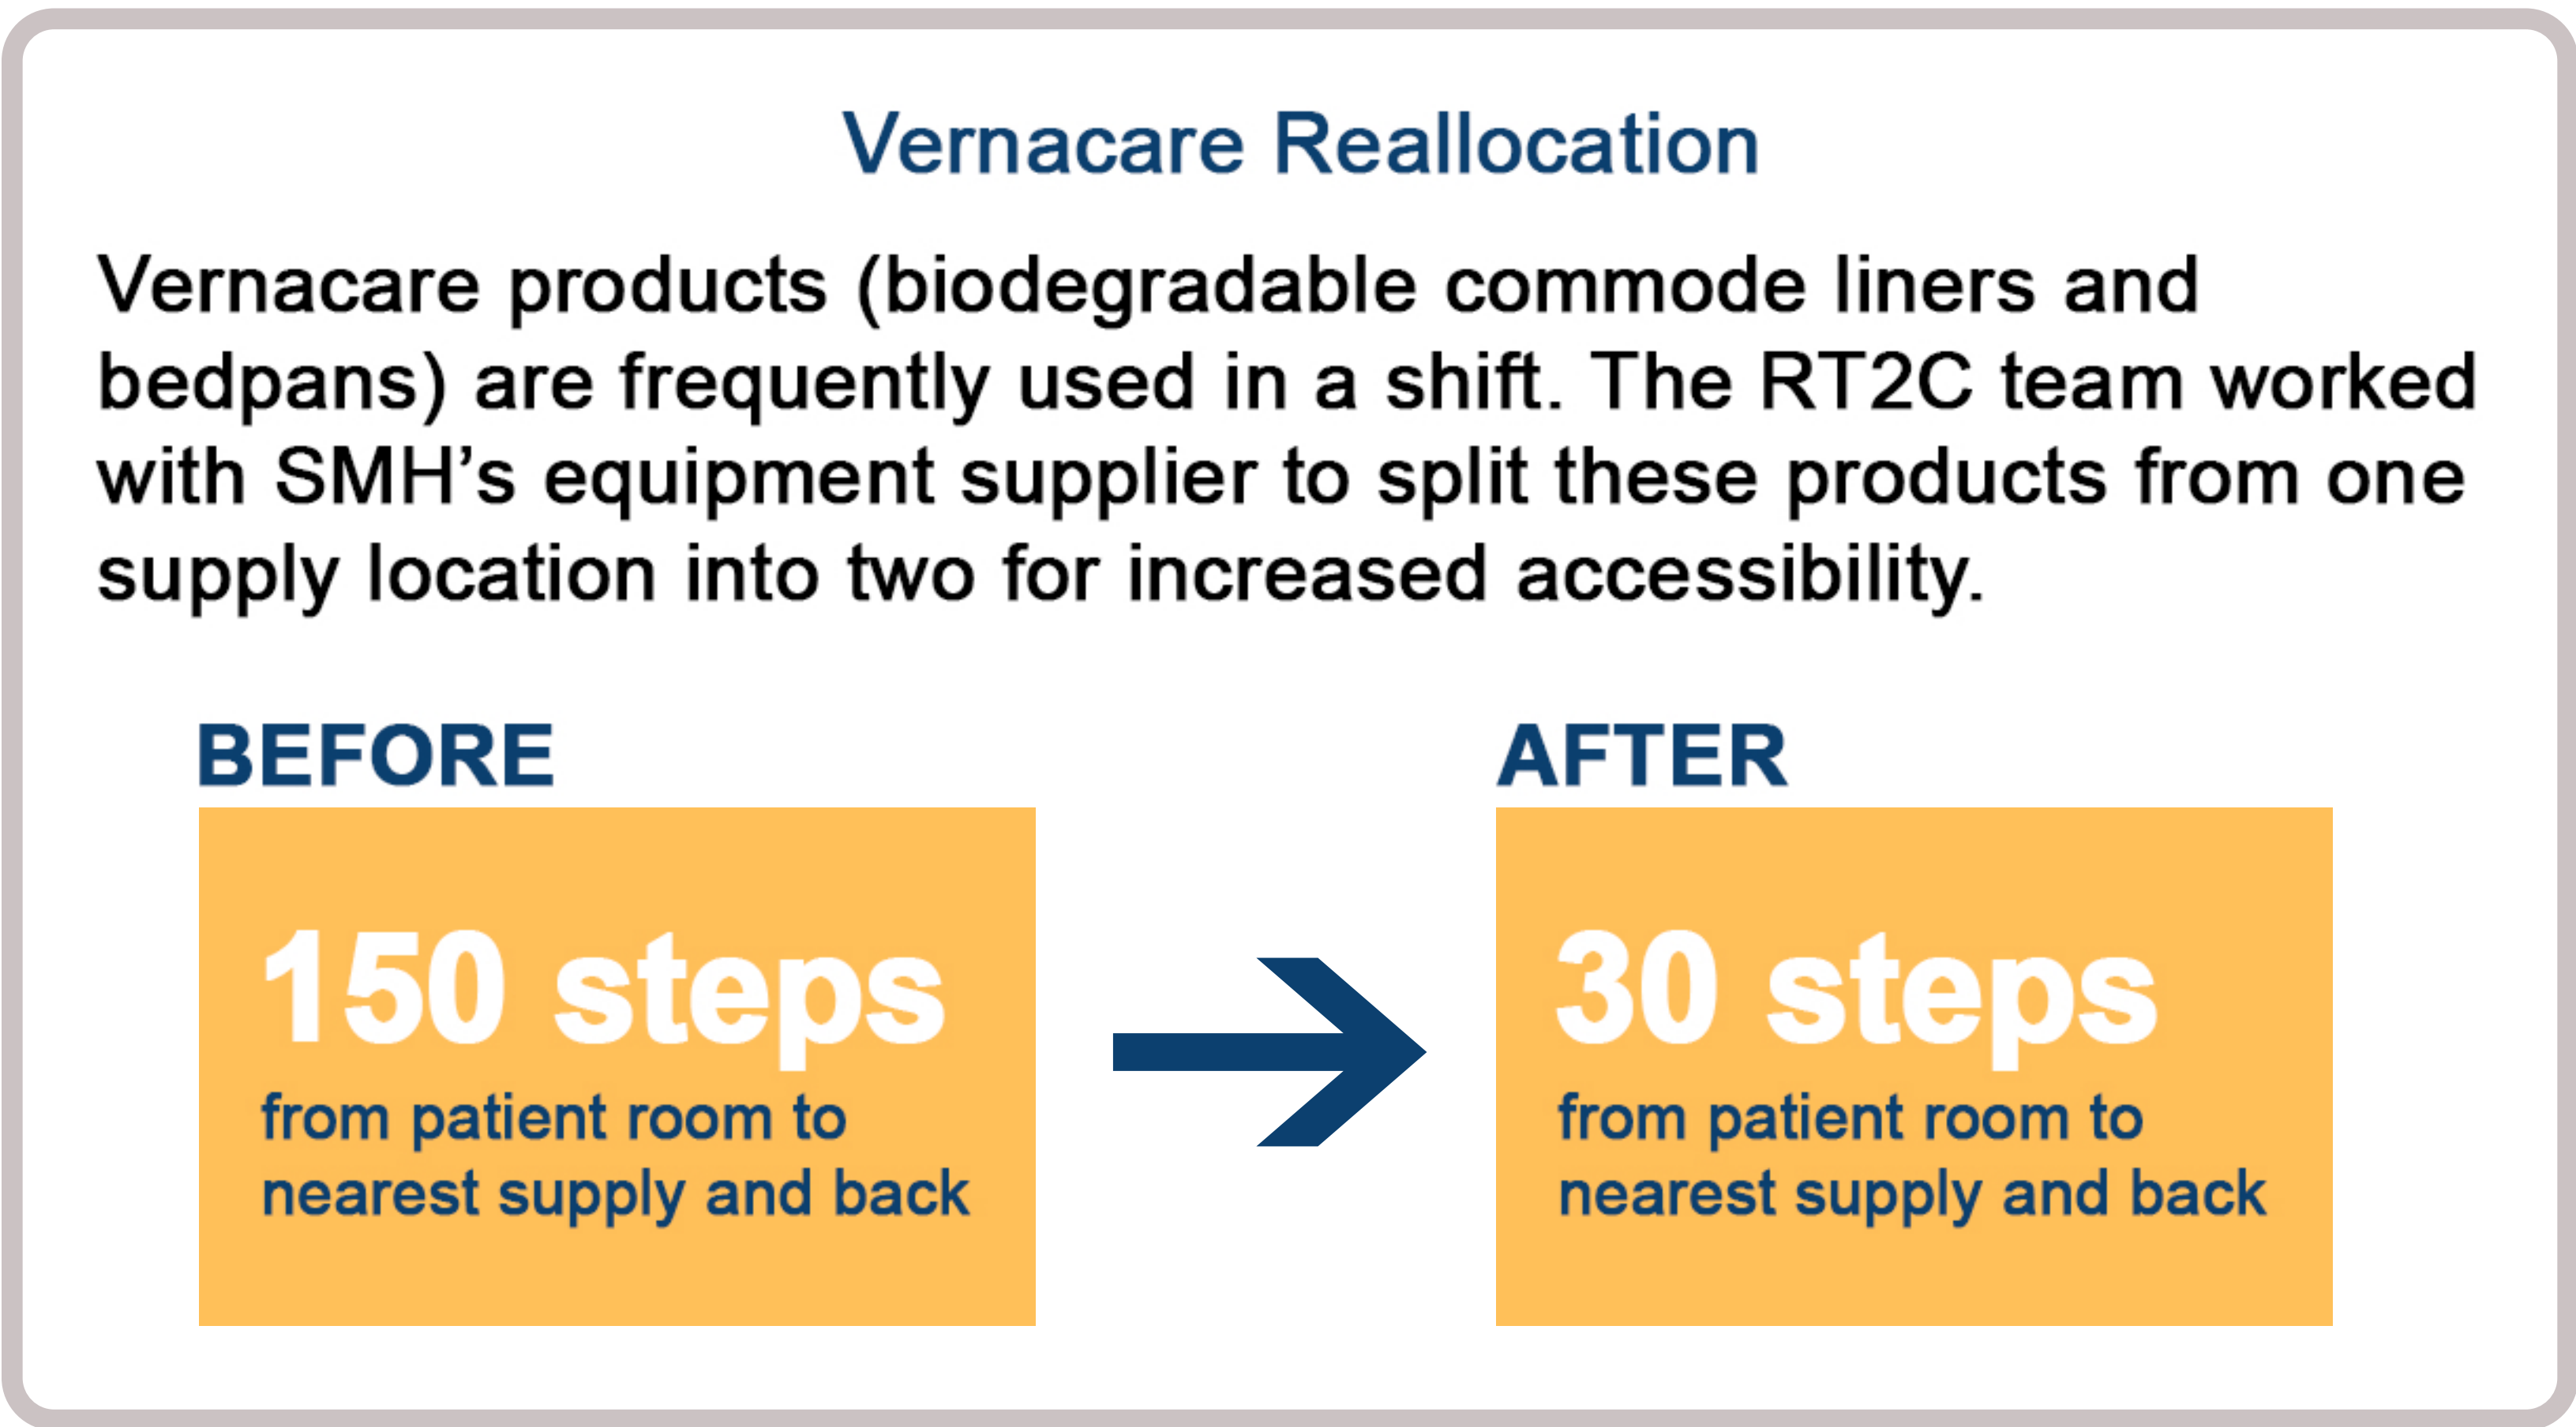 Vernacare Reallocation
Vernacare products (biodegradable commode liners and
bedpans) are frequently used in a shift. The RT2C team worked
with SMH’s equipment supplier to split these products from one
supply location into two for increased accessibility.
BEFORE
150 steps
from patient room to
nearest supply and back
AFTER
30 steps
from patient room to
nearest supply and back